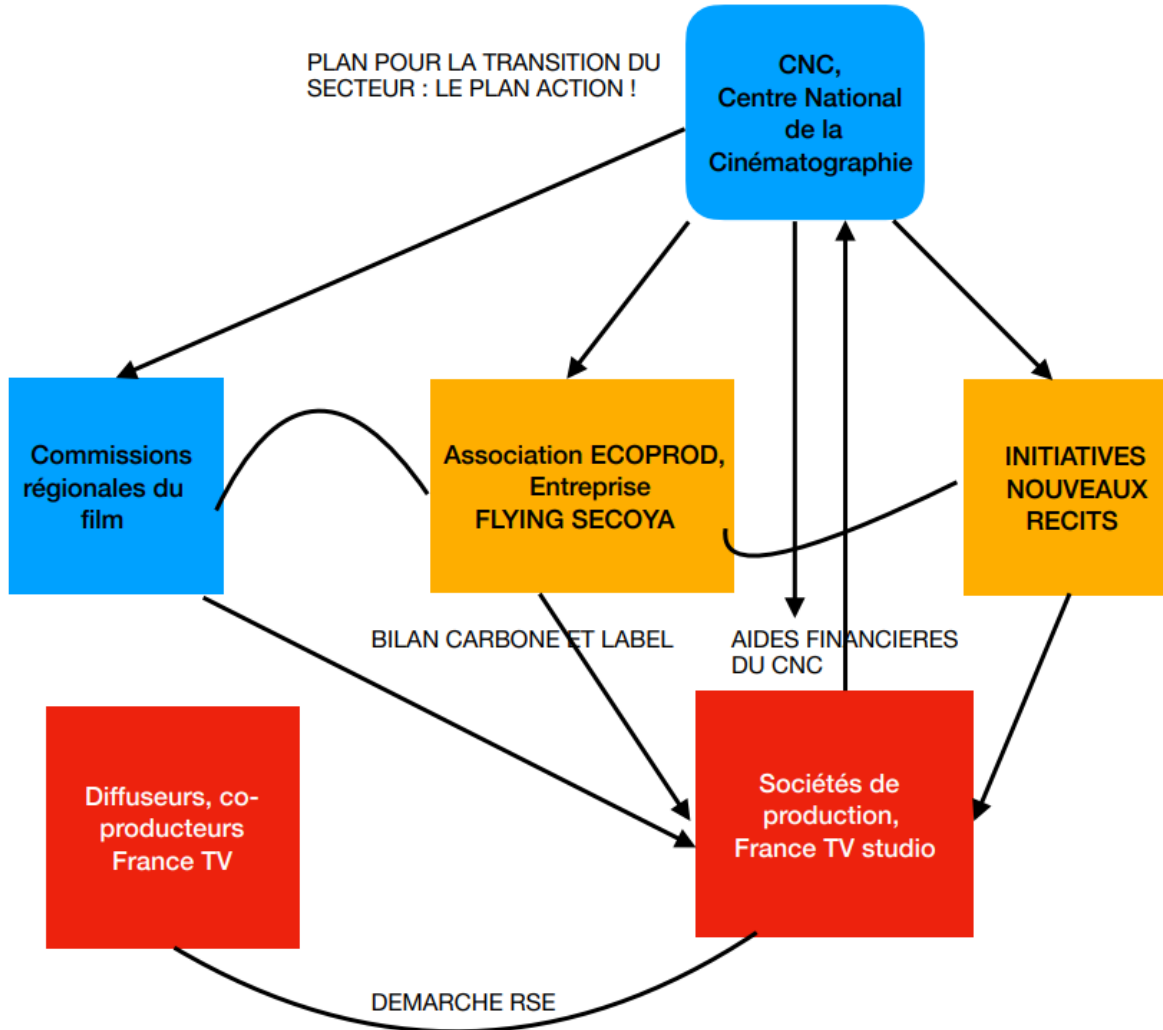 PLAN POUR LA TRANSITION DU
SECTEUR : LE PLAN ACTION !
CNC,
Centre National
de la
Cinématographie
Commissions
régionales du
film
Association ECOPROD,
Entreprise
FLYING SECOYA
INITIATIVES
NOUVEAUX
RECITS
BILAN CARBONE ET LABEL
AIDES FINANCIERES
DU CNC
Diffuseurs, co-
producteurs
France TV
Sociétés de
production,
France TV studio
DEMARCHE RSE